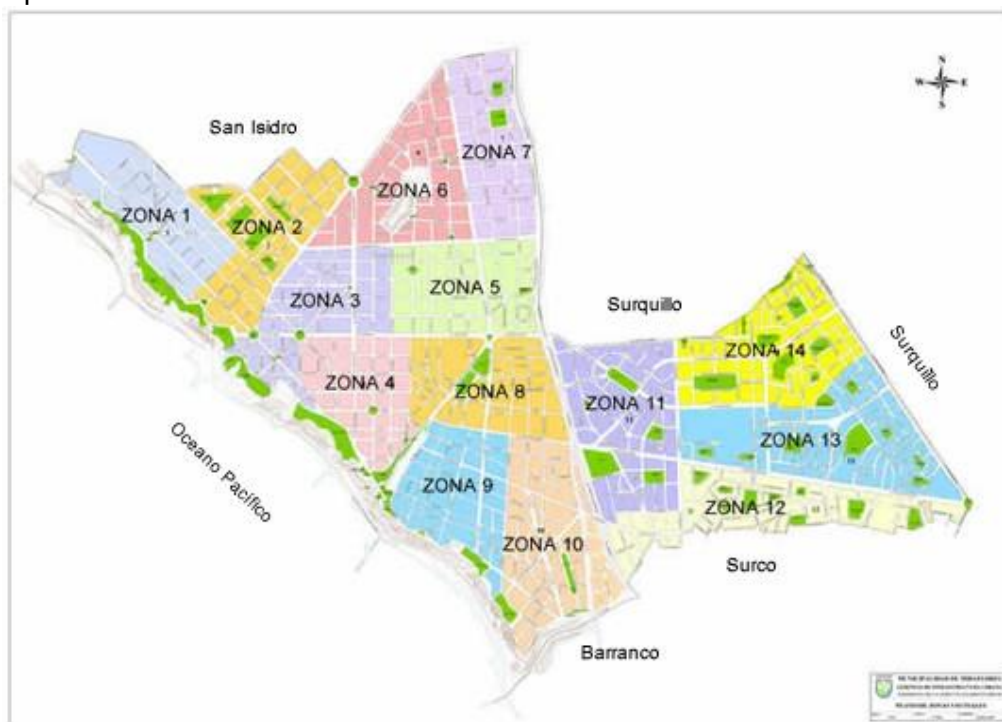 N
W E
S
San Isidro
ZONA 7
ZONA 6
ZONA 1
ZONA 2
ZONA 3
ZONA 5
Surquillo
ZONA 14
Surquillo
ZONA 4
ZONA 8
ZONA 11
ZONA 13
Oceano Pacífico
ZONA 9
ZONA 12
ZONA 10
Surco
Barranco